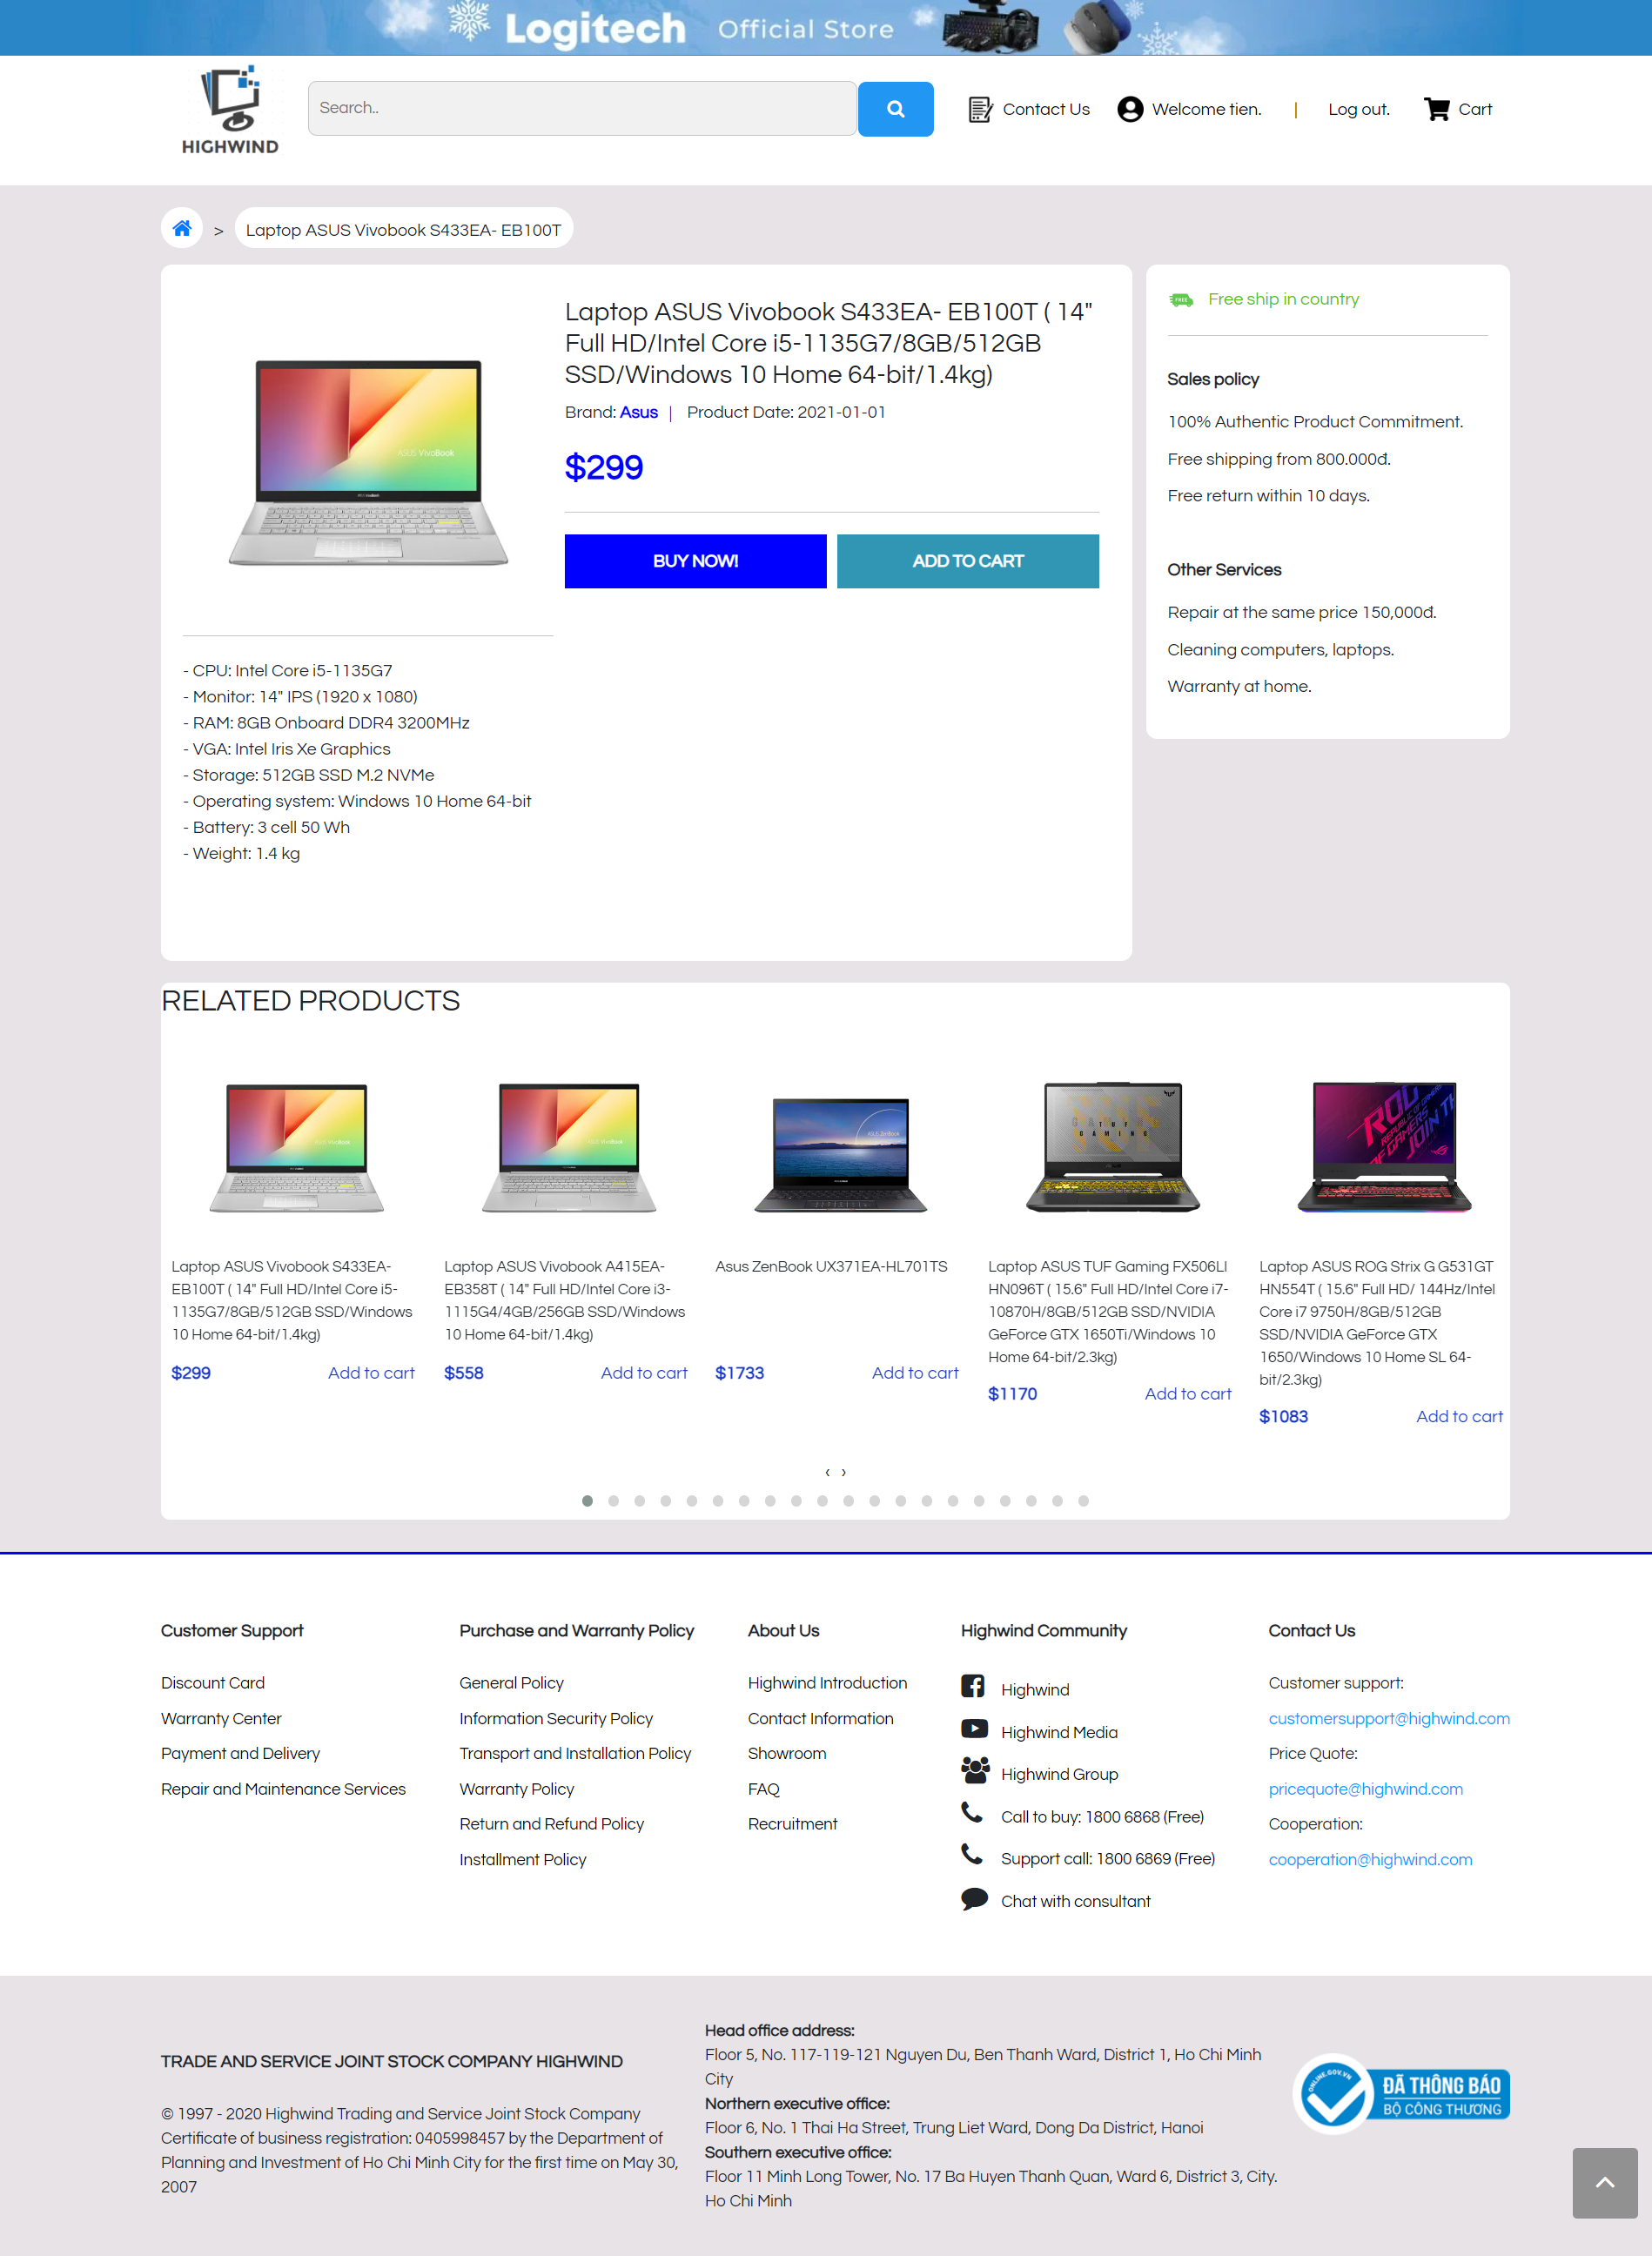 Logitech Official Store
HIGHWIND
Search..
Contact Us
Welcome tien.
|
Log out.
Cart
> Laptop ASUS Vivobook S433EA- EB100T
Laptop ASUS Vivobook S433EA- EB100T ( 14"
Full HD/Intel Core i5-1135G7/8GB/512GB
SSD/Windows 10 Home 64-bit/1.4kg)
Brand: Asus | Product Date: 2021-01-01
$299
BUY NOW!
ADD TO CART
ASUS VivoBook
- CPU: Intel Core i5-1135G7
- Monitor: 14" IPS (1920 x 1080)
- RAM: 8GB Onboard DDR4 3200MHz
- VGA: Intel Iris Xe Graphics
- Storage: 512GB SSD M.2 NVMe
- Operating system: Windows 10 Home 64-bit
- Battery: 3 cell 50 Wh
- Weight: 1.4 kg
FREE
Free ship in country
Sales policy
100% Authentic Product Commitment.
Free shipping from 800.000đ.
Free return within 10 days.
Other Services
Repair at the same price 150,000đ.
Cleaning computers, laptops.
Warranty at home.
RELATED PRODUCTS
Laptop ASUS Vivobook S433EA-
EB100T ( 14" Full HD/Intel Core i5-
1135G7/8GB/512GB SSD/Windows
10 Home 64-bit/1.4kg)
$299
Add to cart
Laptop ASUS Vivobook A415EA-
EB358T ( 14" Full HD/Intel Core i3-
1115G4/4GB/256GB SSD/Windows
10 Home 64-bit/1.4kg)
$558
Add to cart
Asus ZenBook UX371EA-HL701TS
$1733
Add to cart
TUF
GAMING
Laptop ASUS TUF Gaming FX506LI
HN096T ( 15.6" Full HD/Intel Core i7-
10870H/8GB/512GB SSD/NVIDIA
GeForce GTX 1650Ti/Windows 10
Home 64-bit/2.3kg)
$1170
Add to cart
ROG
REPUBLIC OF
GAMERS
JOIN TH
Laptop ASUS ROG Strix G G531GT
HN554T ( 15.6" Full HD/ 144Hz/Intel
Core i7 9750H/8GB/512GB
SSD/NVIDIA GeForce GTX
1650/Windows 10 Home SL 64-
bit/2.3kg)
$1083
Add to cart
‹ ›
Customer Support
Discount Card
Warranty Center
Payment and Delivery
Repair and Maintenance Services
Purchase and Warranty Policy
General Policy
Information Security Policy
Transport and Installation Policy
Warranty Policy
Return and Refund Policy
Installment Policy
About Us
Highwind Introduction
Contact Information
Showroom
FAQ
Recruitment
Highwind Community
Highwind
Highwind Media
Highwind Group
Call to buy: 1800 6868 (Free)
Support call: 1800 6869 (Free)
Chat with consultant
Contact Us
Customer support:
customersupport@highwind.com
Price Quote:
pricequote@highwind.com
Cooperation:
cooperation@highwind.com
TRADE AND SERVICE JOINT STOCK COMPANY HIGHWIND
© 1997 - 2020 Highwind Trading and Service Joint Stock Company
Certificate of business registration: 0405998457 by the Department of
Planning and Investment of Ho Chi Minh City for the first time on May 30,
2007
Head office address:
Floor 5, No. 117-119-121 Nguyen Du, Ben Thanh Ward, District 1, Ho Chi Minh
City
Northern executive office:
Floor 6, No. 1 Thai Ha Street, Trung Liet Ward, Dong Da District, Hanoi
Southern executive office:
Floor 11 Minh Long Tower, No. 17 Ba Huyen Thanh Quan, Ward 6, District 3, City.
Ho Chi Minh
ONLINE.GOV.VN
ĐÃ THÔNG BÁO
BỘ CÔNG THƯƠNG